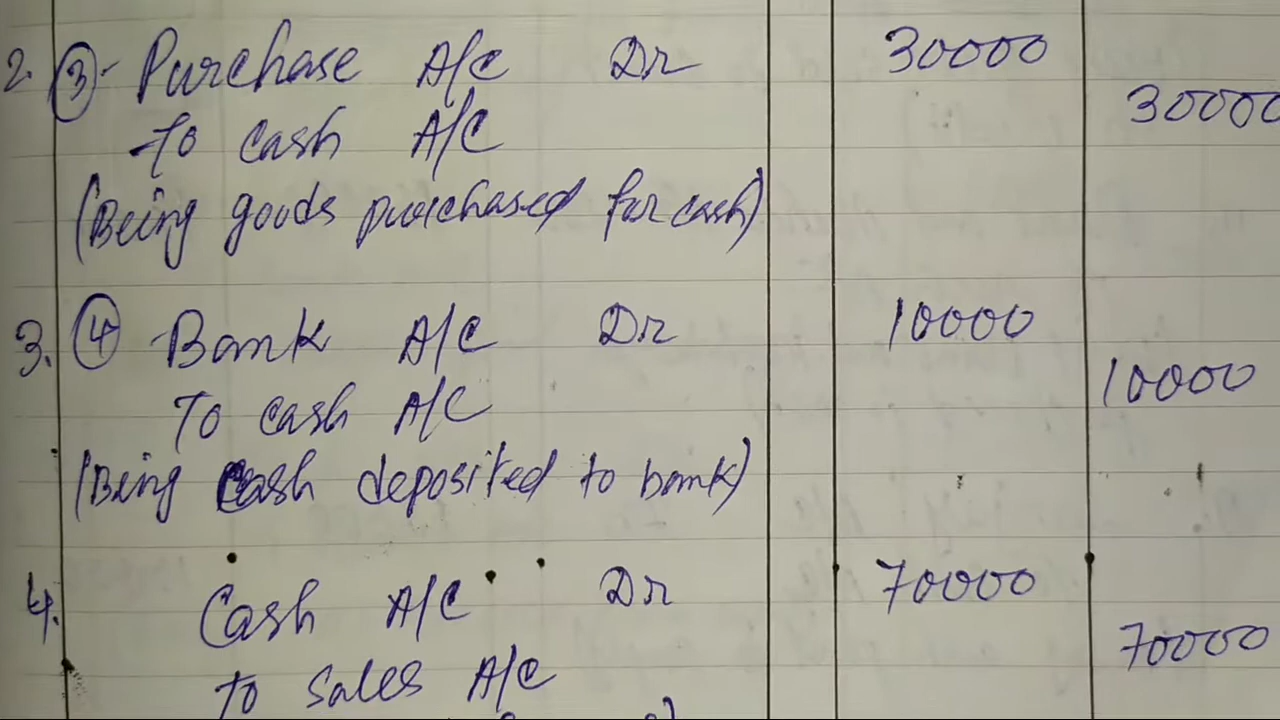 2. ③ Purchase A/C Dr 30000
To cash A/C 30000
(Being goods purchased for cash)
3. ④ Bank A/C Dr 10000
To cash A/C 10000
(Being Cash deposited to bank)
4. Cash A/C Dr 70000
To Sales A/C 70000